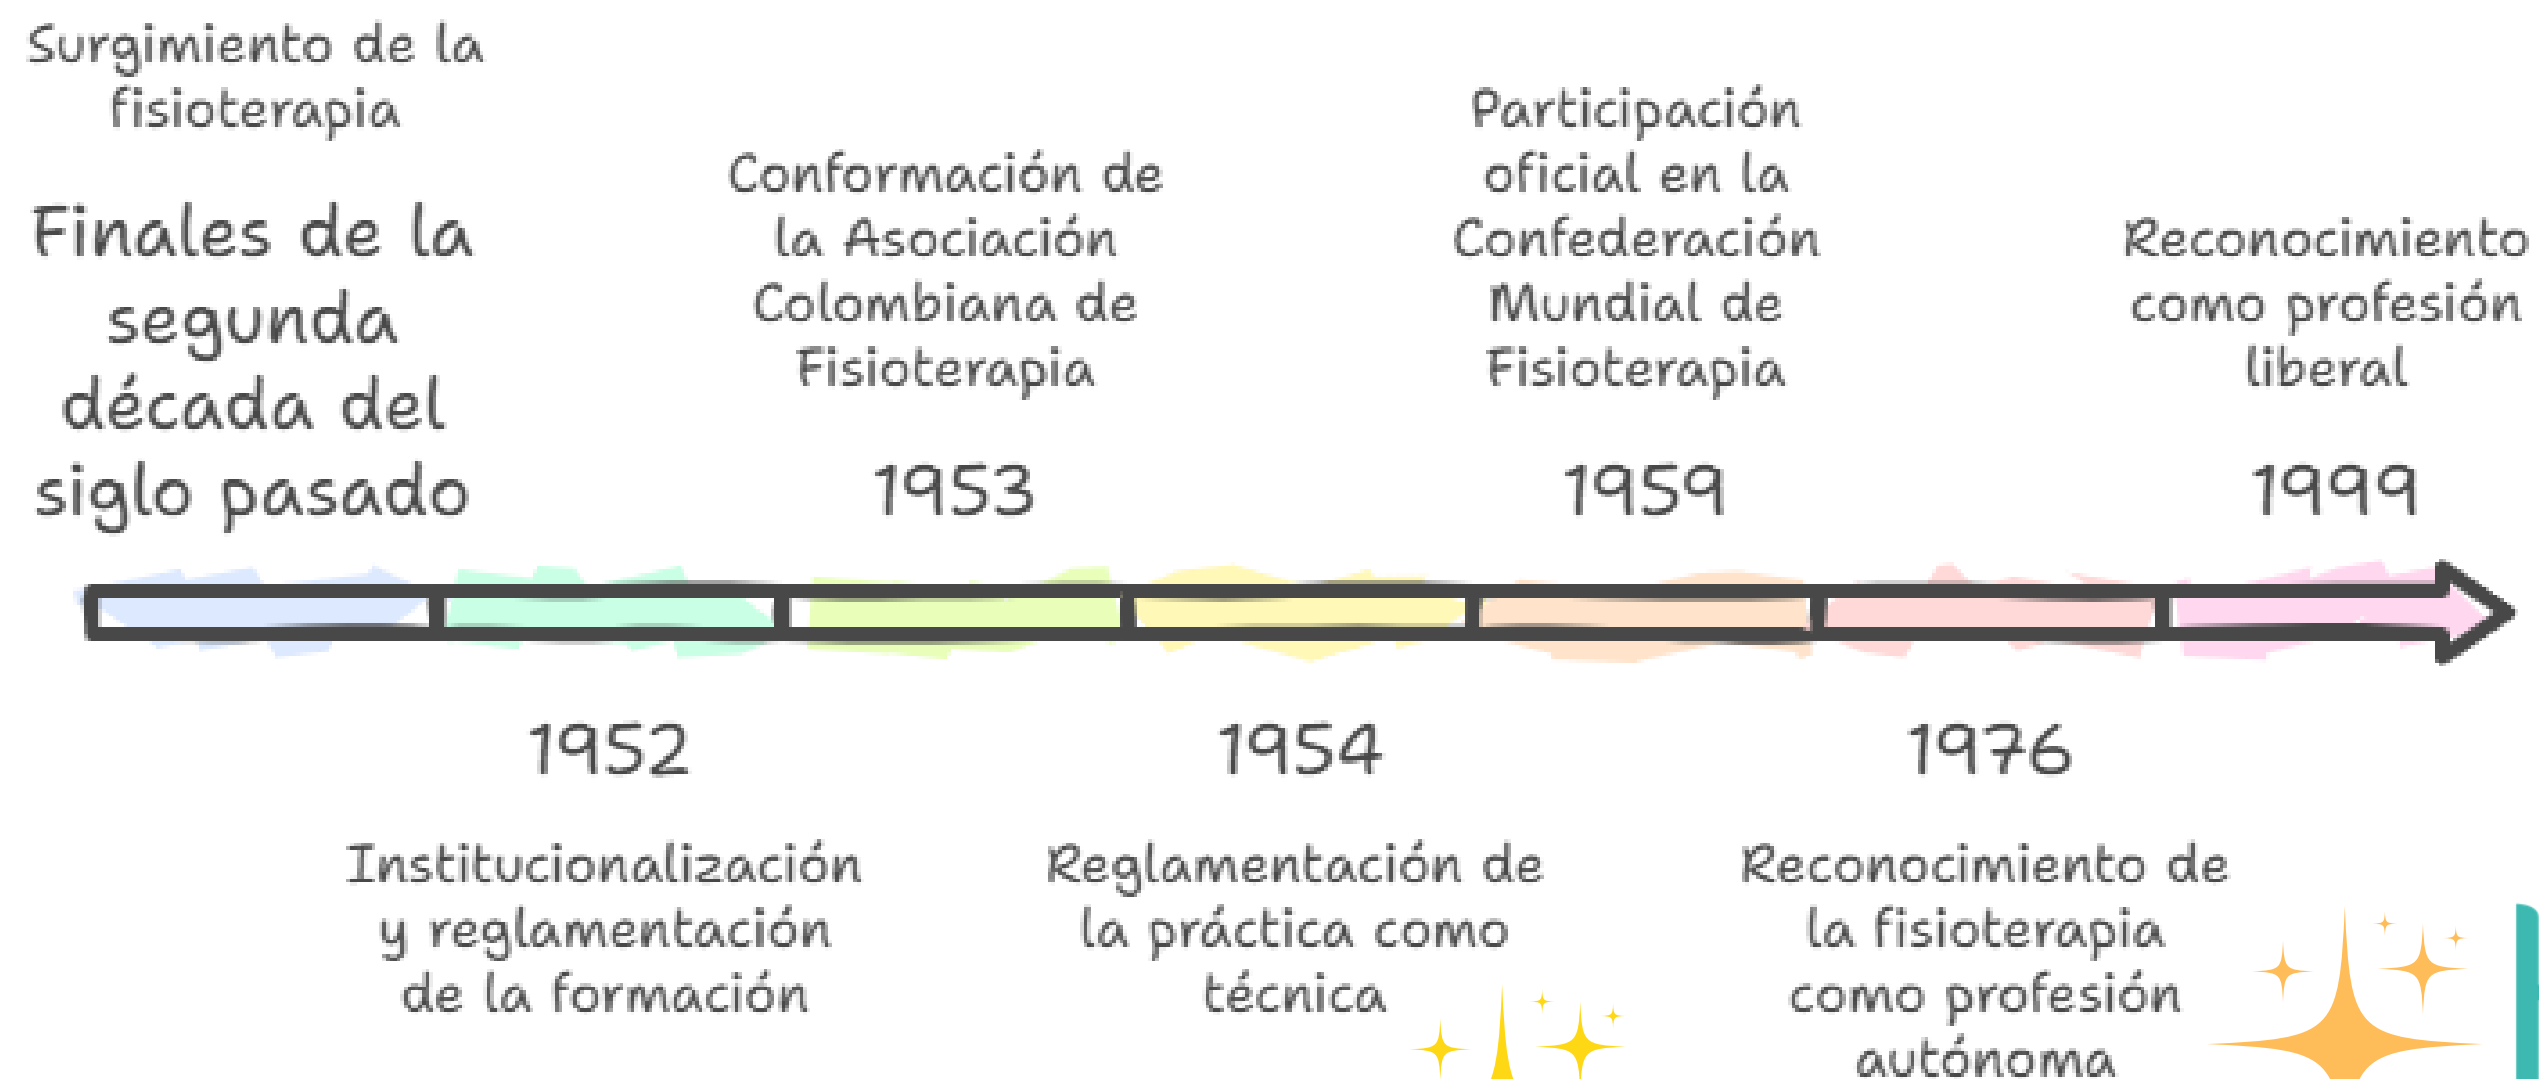 Surgimiento de la
fisioterapia
Finales de la
segunda
década del
siglo pasado
1952
Institucionalización
y reglamentación
de la formación
Conformación de
la Asociación
Colombiana de
Fisioterapia
1953
1954
Reglamentación de
la práctica como
técnica
Participación
oficial en la
Confederación
Mundial de
Fisioterapia
1959
1976
Reconocimiento de
la fisioterapia
como profesión
autónoma
Reconocimiento
como profesión
liberal
1999